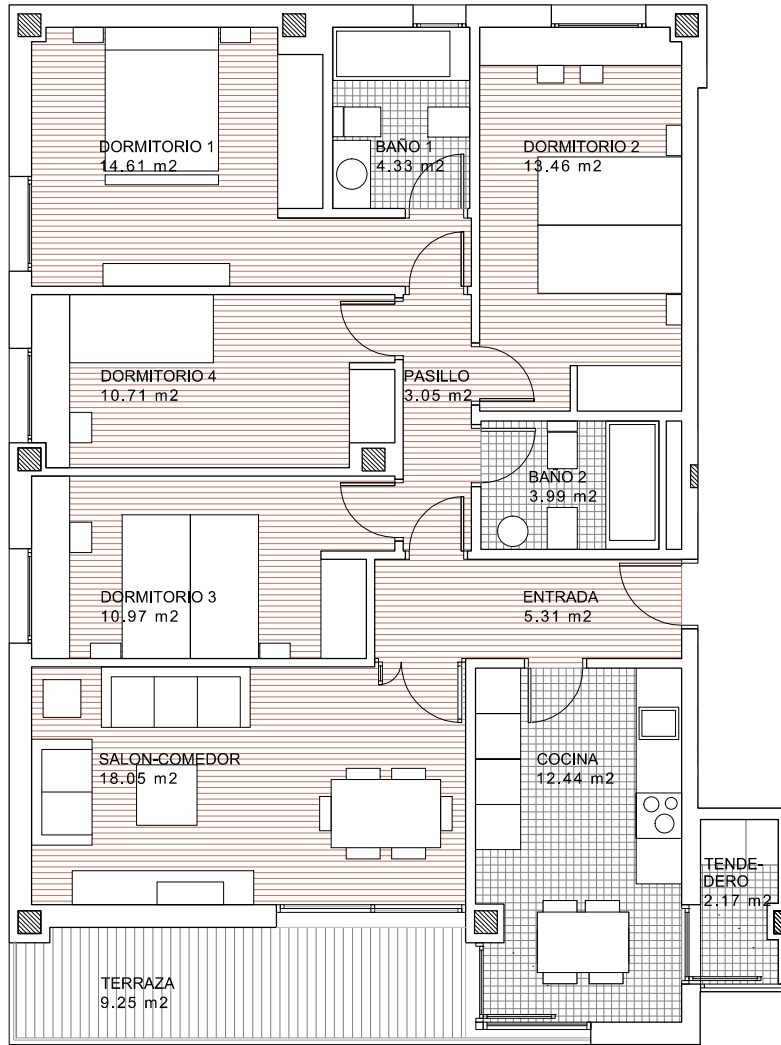 DORMITORIO 1
14.61 m2
BAÑO 1
4.33 m2
DORMITORIO 2
13.46 m2
DORMITORIO 4
10.71 m2
PASILLO
3.05 m2
BAÑO 2
3.99 m2
DORMITORIO 3
10.97 m2
ENTRADA
5.31 m2
SALON-COMEDOR
18.05 m2
COCINA
12.44 m2
TENDE-
DERO
2.17 m2
TERRAZA
9.25 m2